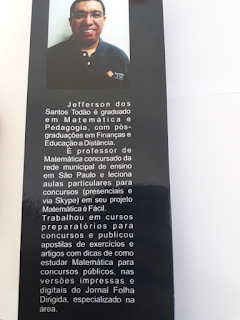 Jefferson dos
Santos Todão é graduado
em Matemática e
Pedagogia, com pós-
graduações em Finanças e
Educação a Distância.
É professor de
Matemática concursado da
rede municipal de ensino
em São Paulo e leciona
aulas particulares para
concursos (presenciais e
via Skype) em seu projeto
Matemática é Fácil.
Trabalhou em cursos
preparatórios para
concursos e publicou
apostilas de exercícios e
artigos com dicas de como
estudar Matemática para
concursos públicos, nas
versões impressas e
digitais do Jornal Folha
Dirigida, especializado na
área.